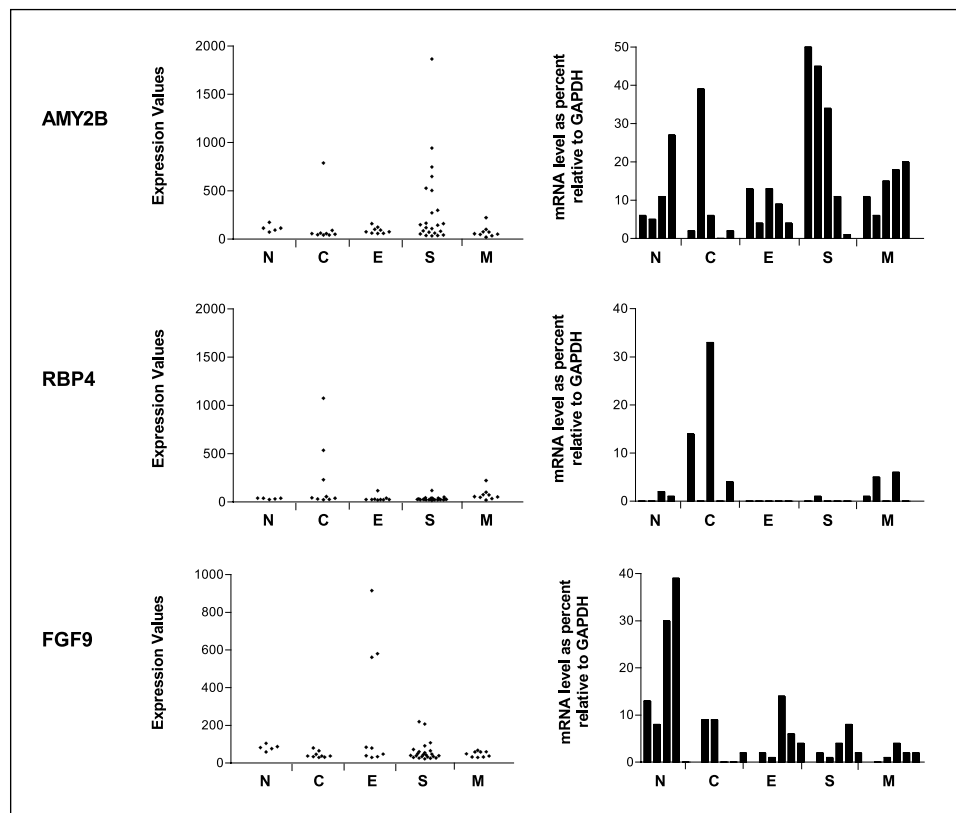 AMY2B
Expression Values
2000
1500
1000
500
0
N C E S M
mRNA level as percent
relative to GAPDH
50
40
30
20
10
0
N C E S M
RBP4
Expression Values
2000
1500
1000
500
0
N C E S M
mRNA level as percent
relative to GAPDH
40
30
20
10
0
N C E S M
FGF9
Expression Values
1000
800
600
400
200
0
N C E S M
mRNA level as percent
relative to GAPDH
40
30
20
10
0
N C E S M